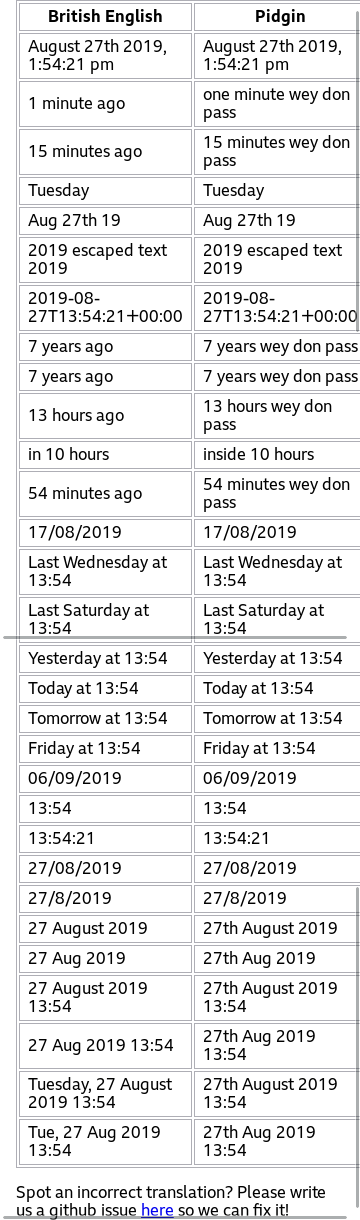 British English Pidgin
August 27th 2019, August 27th 2019,
1:54:21 pm 1:54:21 pm
1 minute ago one minute wey don
pass
15 minutes ago 15 minutes wey don
pass
Tuesday Tuesday
Aug 27th 19 Aug 27th 19
2019 escaped text 2019 escaped text
2019 2019
2019-08- 2019-08-
27T13:54:21+00:00 27T13:54:21+00:00
7 years ago 7 years wey don pass
7 years ago 7 years wey don pass
13 hours ago 13 hours wey don
pass
in 10 hours inside 10 hours
54 minutes ago 54 minutes wey don
pass
17/08/2019 17/08/2019
Last Wednesday at Last Wednesday at
13:54 13:54
Last Saturday at Last Saturday at
13:54 13:54
Yesterday at 13:54 Yesterday at 13:54
Today at 13:54 Today at 13:54
Tomorrow at 13:54 Tomorrow at 13:54
Friday at 13:54 Friday at 13:54
06/09/2019 06/09/2019
13:54 13:54
13:54:21 13:54:21
27/08/2019 27/08/2019
27/8/2019 27/8/2019
27 August 2019 27th August 2019
27 Aug 2019 27th Aug 2019
27 August 2019 27th August 2019
13:54 13:54
27 Aug 2019 13:54 27th Aug 2019
13:54
Tuesday, 27 August 27th August 2019
2019 13:54 13:54
Tue, 27 Aug 2019 27th Aug 2019
13:54 13:54
Spot an incorrect translation? Please write
us a github issue here so we can fix it!